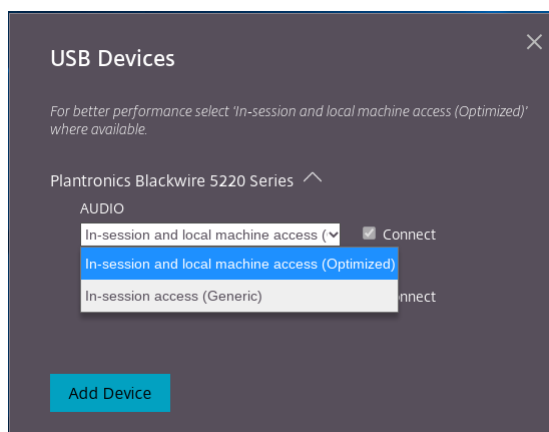 USB Devices
For better performance select 'In-session and local machine access (Optimized)'
where available.
Plantronics Blackwire 5220 Series
AUDIO
In-session and local machine access (
Connect
In-session and local machine access (Optimized)
In-session access (Generic)
nnect
Add Device